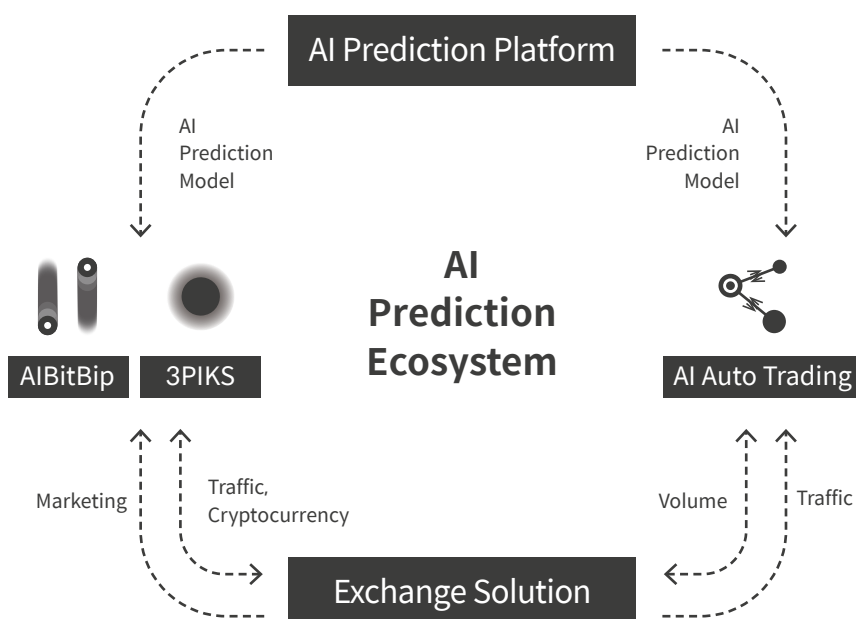 AI Prediction Platform
AI
Prediction
Model
AI
Prediction
Model
AI
Prediction
Ecosystem
AIBitBip
3PIKS
AI Auto Trading
Marketing
Traffic,
Cryptocurrency
Volume
Traffic
Exchange Solution